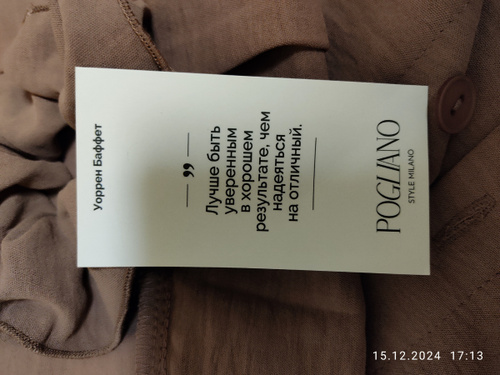 Уоррен Баффет
”
Лучше быть
уверенным
в хорошем
результате, чем
надеяться
на отличный.
POGLIANO
STYLE MILANO
15.12.2024 17:13